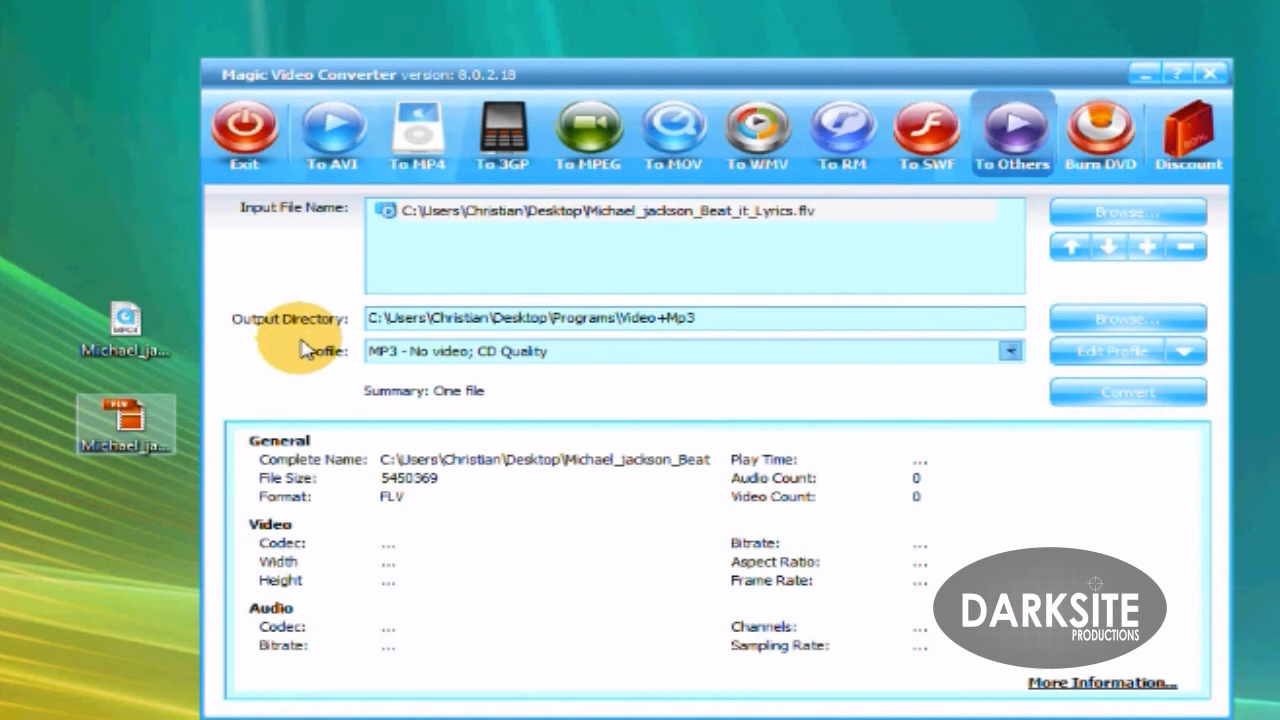 Magic Video Converter version: 8.0.2.18
Exit To AVI To MP4 To 3GP To MPEG To MOV To WMV To RM To SWF To Others Burn DVD Discount
Input File Name: C:\Users\Christian\Desktop\Michael_jackson_Beat_it_Lyrics.flv Browse...
Output Directory: C:\Users\Christian\Desktop\Programs\Video+Mp3 Browse...
MP3 - No video; CD Quality Edit Profile
Summary: One file Convert
Michael_ja...
FLV
Michael_ja...
General
Complete Name: C:\Users\Christian\Desktop\Michael_jackson_Beat Play Time: ...
File Size: 5450369 Audio Count: 0
Format: FLV Video Count: 0
Video
Codec: ... Bitrate: ...
Width ... Aspect Ratio: ...
Height ... Frame Rate: ...
Audio
Codec: ... Channels: ...
Bitrate: ... Sampling Rate: ...
DARKSITE
PRODUCTIONS
More Information...